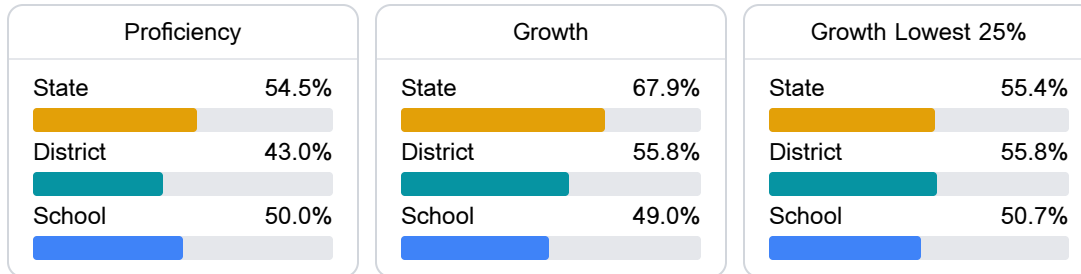 Proficiency
State 54.5%
District 43.0%
School 50.0%
Growth
State 67.9%
District 55.8%
School 49.0%
Growth Lowest 25%
State 55.4%
District 55.8%
School 50.7%